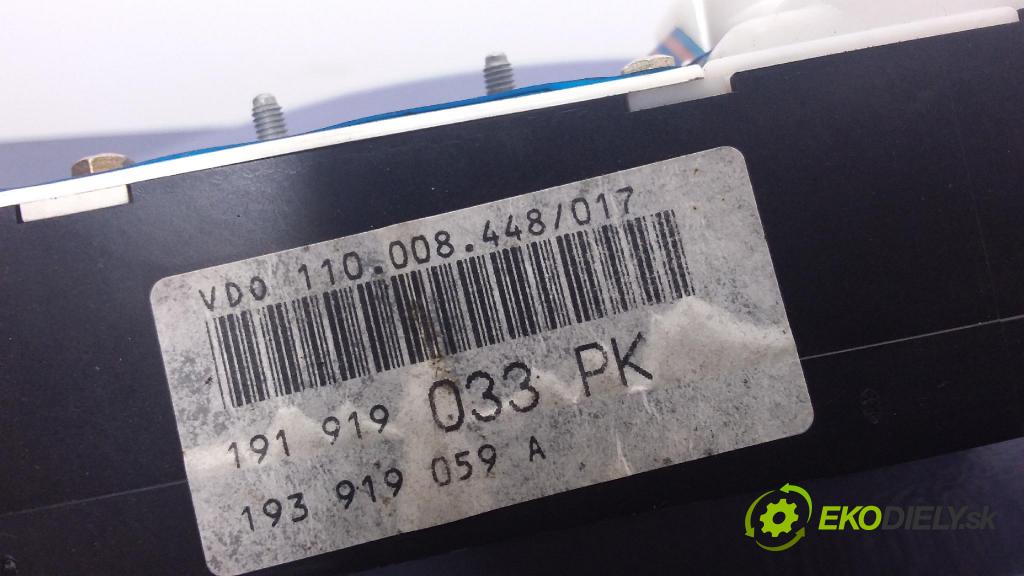 VDO 110.008.448/017
191 919 033 PK
193 919 059 A
EKODIELY.sk